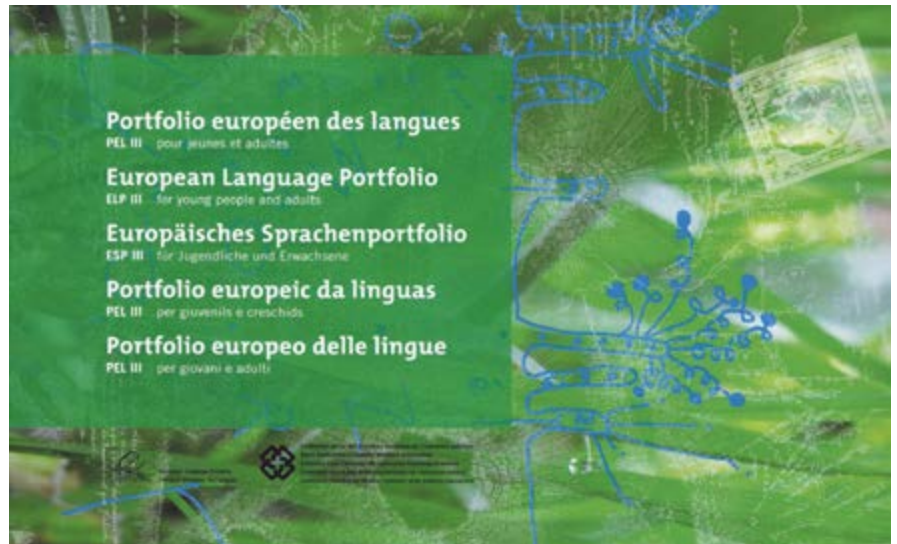 Portfolio européen des langues
PEL III pour jeunes et adultes
European Language Portfolio
ELP III for young people and adults
Europäisches Sprachenportfolio
ESP III für Jugendliche und Erwachsene
Portfolio europeic da linguas
PEL III per giuvenils e creschids
Portfolio europeo delle lingue
PEL III per giovani e adulti